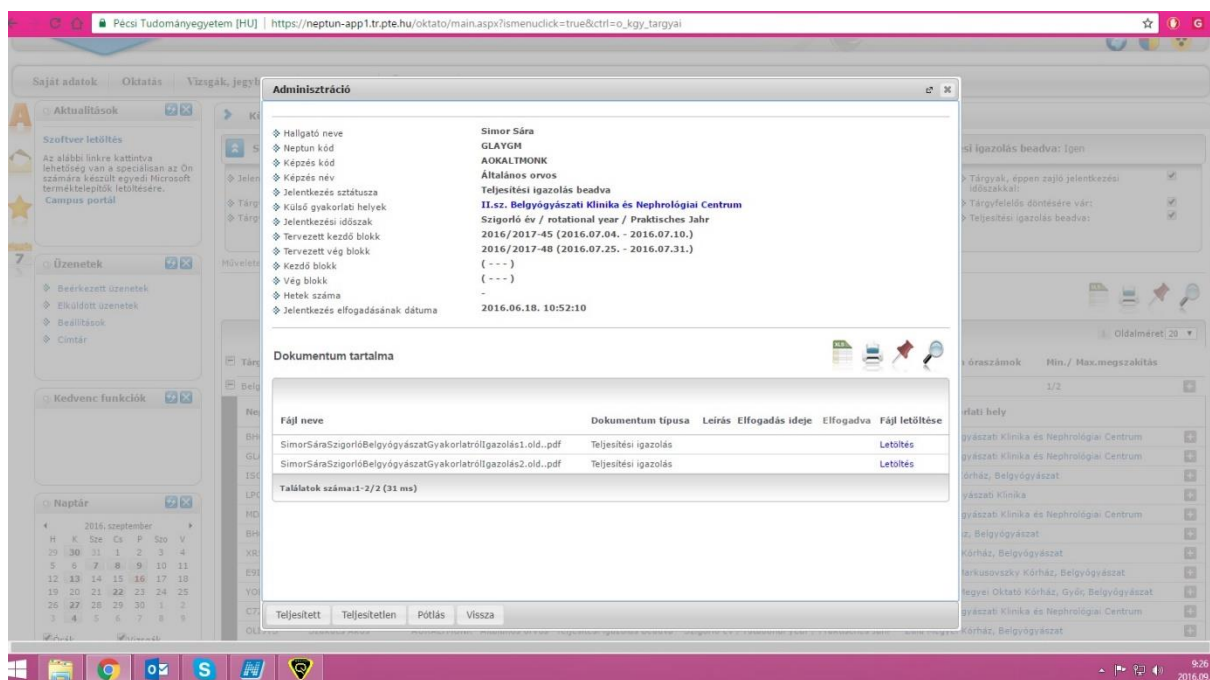 Pécsi Tudományegyetem [HU] https://neptun-app1.tr.pte.hu/oktato/main.aspx?ismenuclick=true&ctrl=o_kgy_targyai
Saját adatok Oktatás
Aktualitások
Szoftver letöltés
Az alábbi linkre kattintva
lehetőség van a speciálisan az Ön
számára készült egyedi Microsoft
terméktelepítők letöltésére.
Campus portál
Üzenetek
Beérkezett üzenetek
Elküldött üzenetek
Beállítások
Címtár
Kedvenc funkciók
Naptár
2016. szeptember
H K Sze Cs P Szo V
29 30 31 1 2 3 4
5 6 7 8 9 10 11
12 13 14 15 16 17 18
19 20 21 22 23 24 25
26 27 28 29 30 1 2
3 4 5 6 7 8 9
Adminisztráció
Hallgató neve Simor Sára
Neptun kód GLAYGM
Képzés kód AOKALTMONK
Képzés név Általános orvos
Jelentkezés sztátusza Teljesítési igazolás beadva
Külső gyakorlati helyek II.sz. Belgyógyászati Klinika és Nephrológiai Centrum
Jelentkezési időszak Szigorló év / rotational year / Praktisches Jahr
Tervezett kezdő blokk 2016/2017-45 (2016.07.04. - 2016.07.10.)
Tervezett vég blokk 2016/2017-48 (2016.07.25. - 2016.07.31.)
Kezdő blokk ( - - - )
Vég blokk ( - - - )
Hetek száma -
Jelentkezés elfogadásának dátuma 2016.06.18. 10:52:10
Dokumentum tartalma
Fájl neve Dokumentum típusa Leírás Elfogadás ideje Elfogadva Fájl letöltése
SimorSáraSzigorlóBelgyógyászatGyakorlatrólIgazolás1.old..pdf Teljesítési igazolás Letöltés
SimorSáraSzigorlóBelgyógyászatGyakorlatrólIgazolás2.old..pdf Teljesítési igazolás Letöltés
Találatok száma:1-2/2 (31 ms)
Teljesített Teljesítetlen Pótlás Vissza
igazolás beadva: Igen
Tárgyak, éppen zajló jelentkezési
időszakkal:
Tárgyfelelős döntésére vár:
Teljesítési igazolás beadva:
Oldalméret 20
óraszámok Min./ Max.megszakítás
1/2
hely
Klinika és Nephrológiai Centrum
Klinika és Nephrológiai Centrum
Belgyógyászat
Klinika
Klinika és Nephrológiai Centrum
Belgyógyászat
Kórház, Belgyógyászat
Markusovszky Kórház, Belgyógyászat
Megyei Oktató Kórház, Győr, Belgyógyászat
Klinika és Nephrológiai Centrum
Kórház, Belgyógyászat
9:26
2016.09